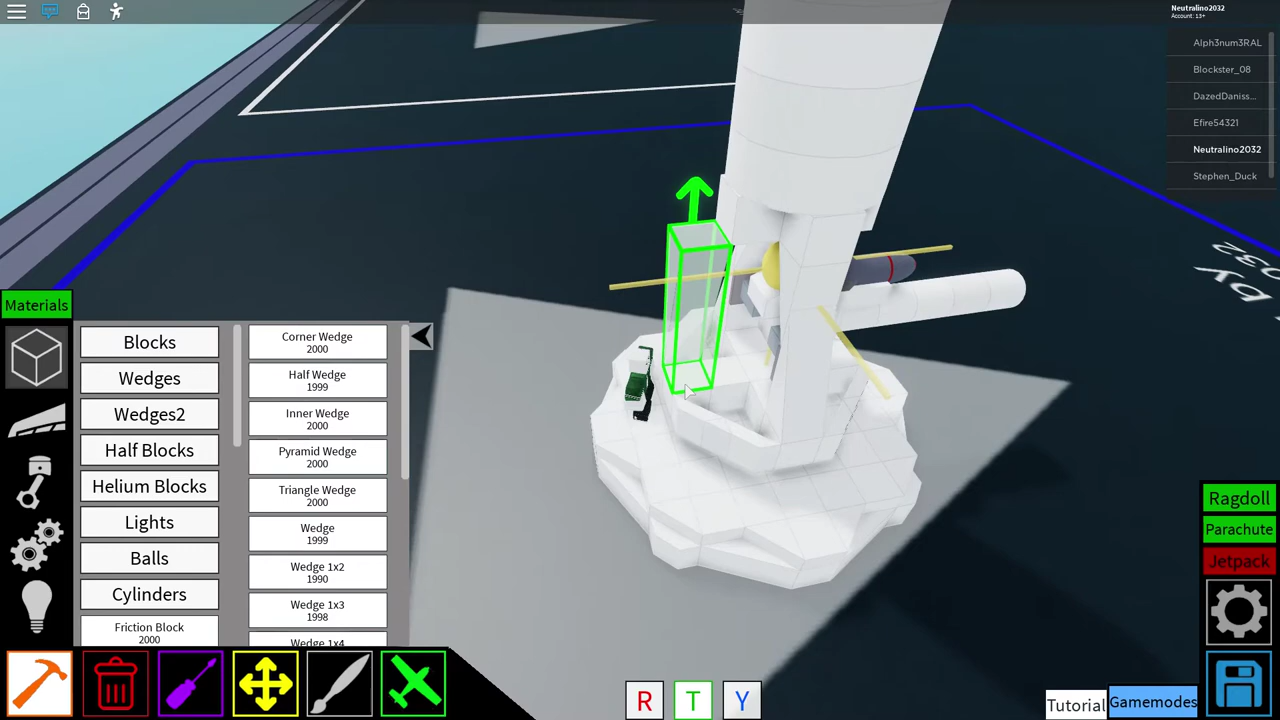 Neutralino2032
Account: 13+
Alph3num3RAL
Blockster_08
DazedDaniss...
Efire54321
Neutralino2032
Stephen_Duck
Materials
Blocks
Wedges
Wedges2
Half Blocks
Helium Blocks
Lights
Balls
Cylinders
Friction Block
2000
Corner Wedge
2000
Half Wedge
1999
Inner Wedge
2000
Pyramid Wedge
2000
Triangle Wedge
2000
Wedge
1999
Wedge 1x2
1990
Wedge 1x3
1998
Wedge 1x4
Ragdoll
Parachute
Jetpack
R
T
Y
Tutorial
Gamemodes